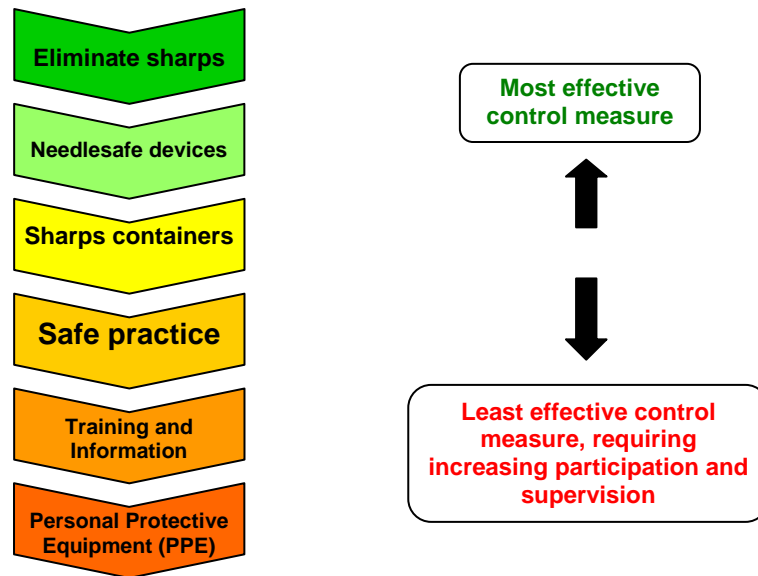 Eliminate sharps
Needlesafe devices
Sharps containers
Safe practice
Training and
Information
Personal Protective
Equipment (PPE)
Most effective
control measure
Least effective control
measure, requiring
increasing participation and
supervision